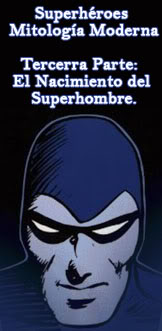 Superhéroes
Mitología Moderna
Tercerra Parte:
El Nacimiento del
Superhombre.